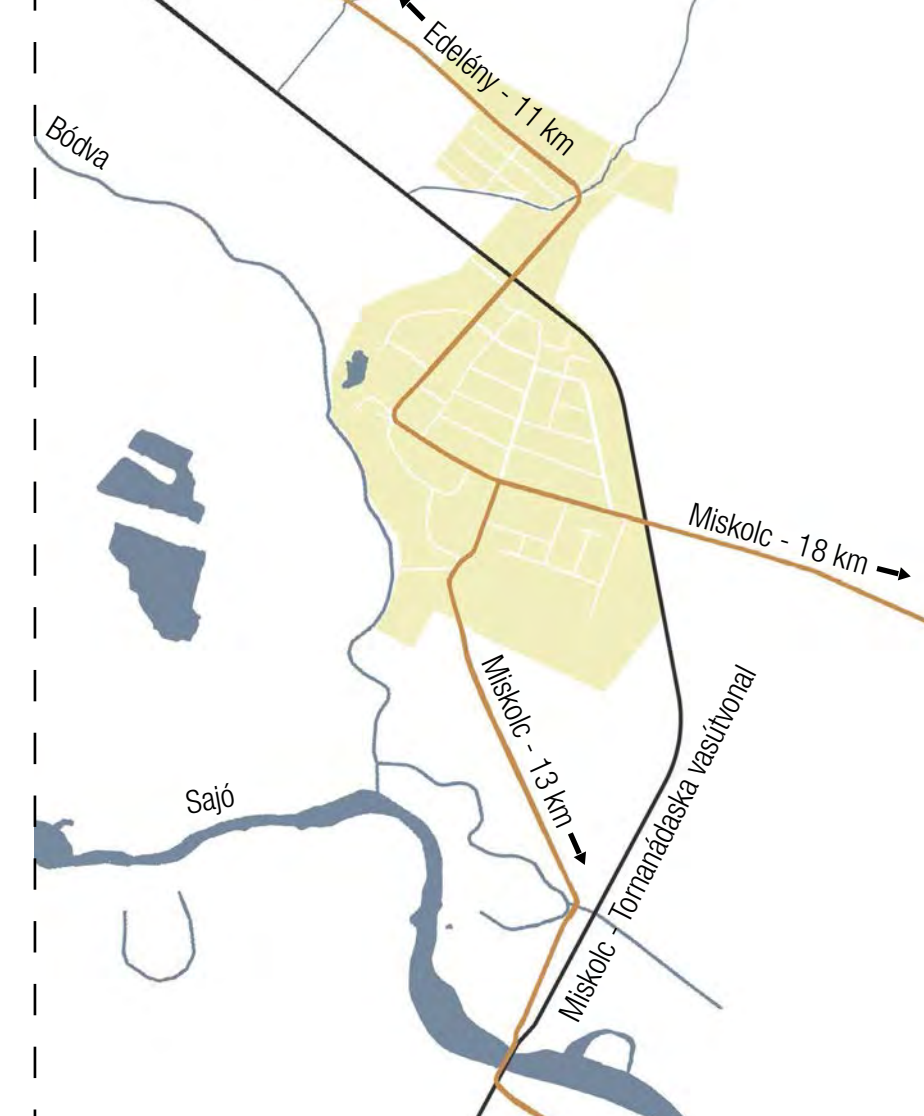 Edelény - 11 km
Bódva
Miskolc - 18 km
Miskolc - 13 km
Miskolc - Tornanádaska vasútvonal
Sajó